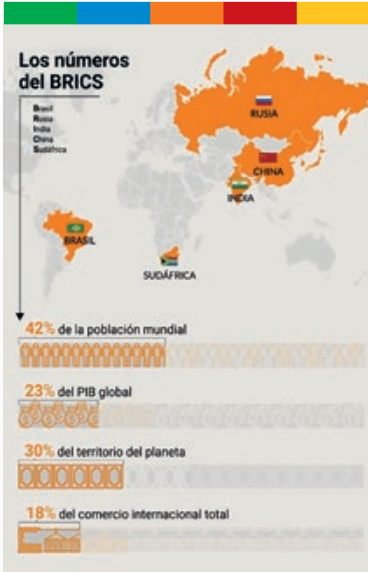 Los números
del BRICS
Brasil
Rusia
India
China
Sudáfrica
RUSIA
CHINA
INDIA
BRASIL
SUDÁFRICA
42% de la población mundial
23% del PIB global
30% del territorio del planeta
18% del comercio internacional total